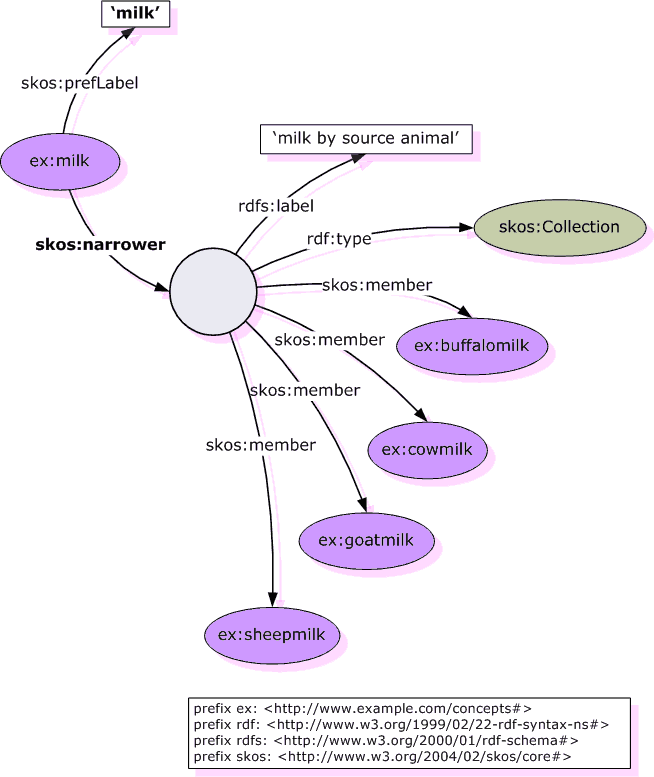 ‘milk’
skos:prefLabel
ex:milk
skos:narrower
‘milk by source animal’
rdfs:label
rdf:type
skos:Collection
skos:member
ex:buffalomilk
skos:member
ex:cowmilk
skos:member
ex:goatmilk
skos:member
ex:sheepmilk
prefix ex: <http://www.example.com/concepts#>
prefix rdf: <http://www.w3.org/1999/02/22-rdf-syntax-ns#>
prefix rdfs: <http://www.w3.org/2000/01/rdf-schema#>
prefix skos: <http://www.w3.org/2004/02/skos/core#>